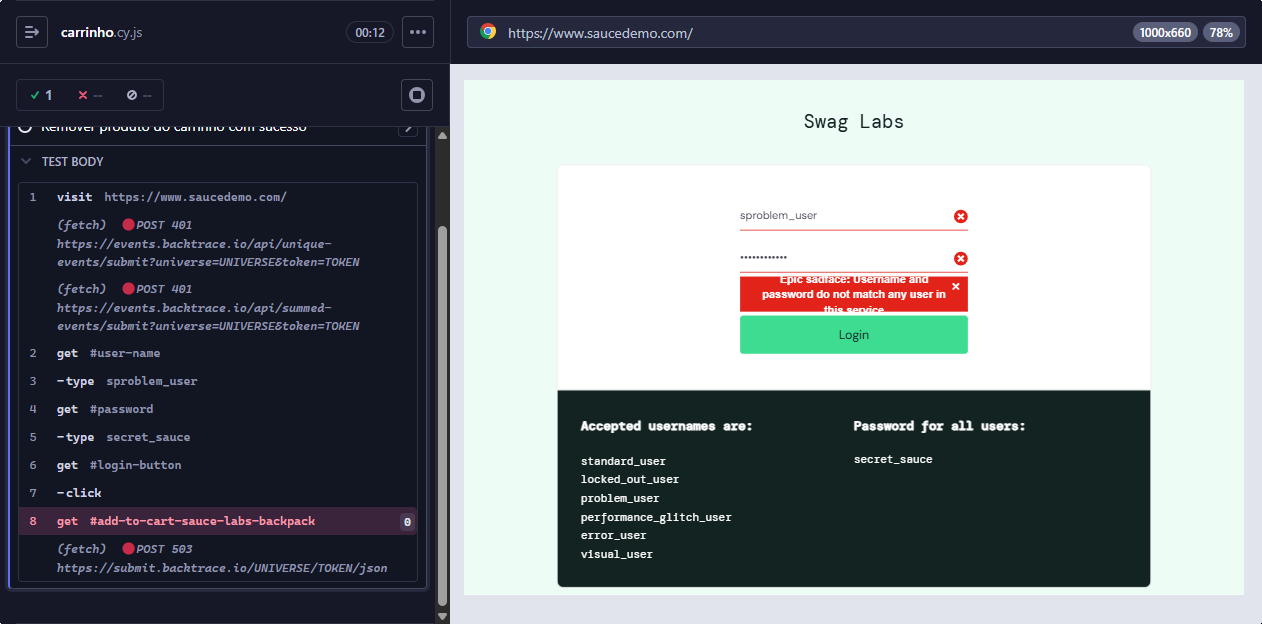 carrinho.cy.js
00:12
1
--
--
Remover produto do carrinho com sucesso
TEST BODY
1 visit https://www.saucedemo.com/
(fetch) POST 401
https://events.backtrace.io/api/unique-
events/submit?universe=UNIVERSE&token=TOKEN
(fetch) POST 401
https://events.backtrace.io/api/summed-
events/submit?universe=UNIVERSE&token=TOKEN
2 get #user-name
3 -type sproblem_user
4 get #password
5 -type secret_sauce
6 get #login-button
7 -click
8 get #add-to-cart-sauce-labs-backpack 0
(fetch) POST 503
https://submit.backtrace.io/UNIVERSE/TOKEN/json
https://www.saucedemo.com/
1000x660
78%
Swag Labs
sproblem_user
••••••••••••
Epic sadface: Username and
password do not match any user in
this service
Login
Accepted usernames are:
standard_user
locked_out_user
problem_user
performance_glitch_user
error_user
visual_user
Password for all users:
secret_sauce